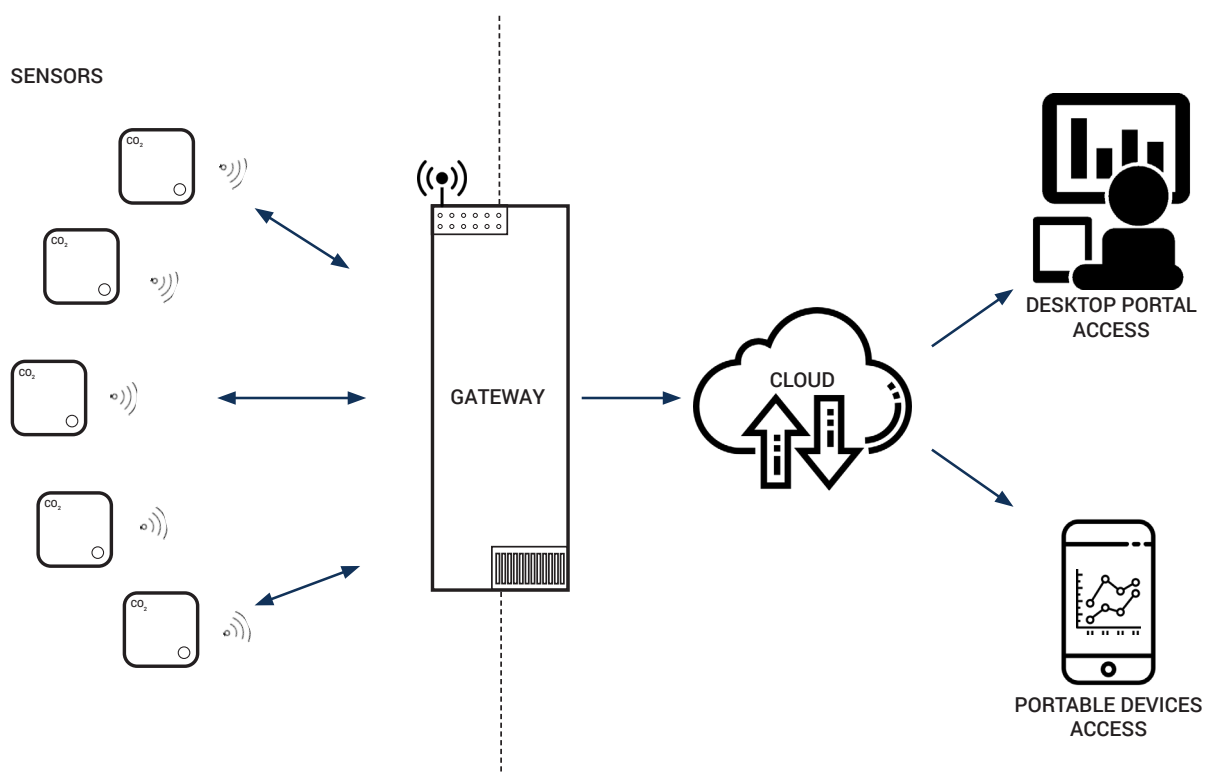 SENSORS
CO₂
CO₂
CO₂
CO₂
CO₂
GATEWAY
CLOUD
DESKTOP PORTAL
ACCESS
PORTABLE DEVICES
ACCESS